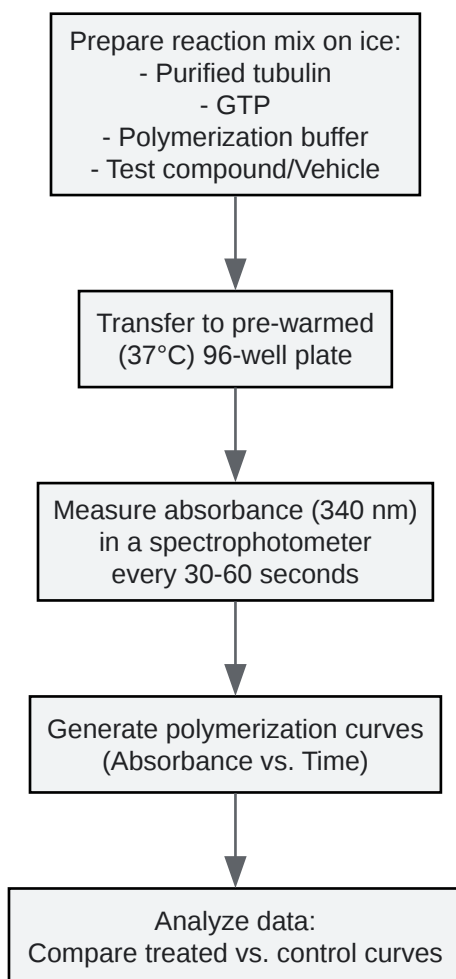 Prepare reaction mix on ice:
- Purified tubulin
- GTP
- Polymerization buffer
- Test compound/Vehicle
Transfer to pre-warmed
(37°C) 96-well plate
Measure absorbance (340 nm)
in a spectrophotometer
every 30-60 seconds
Generate polymerization curves
(Absorbance vs. Time)
Analyze data:
Compare treated vs. control curves